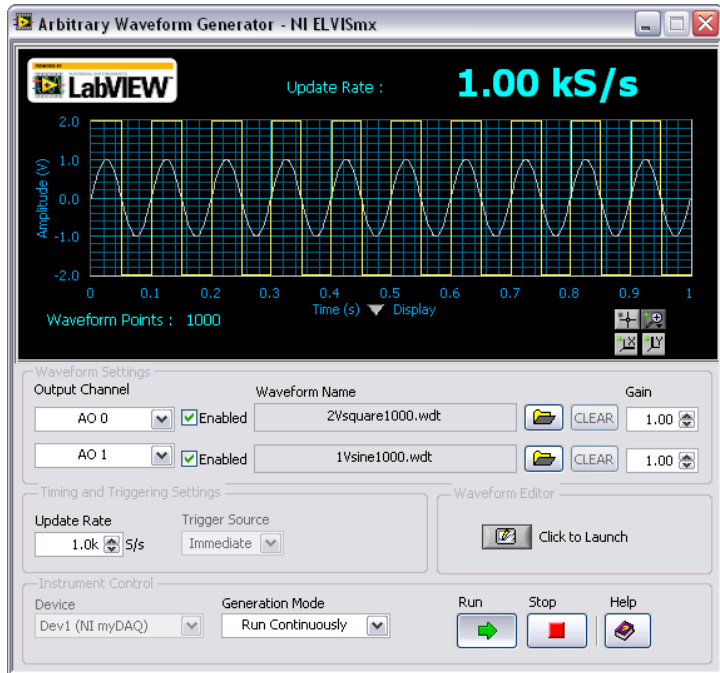 Arbitrary Waveform Generator - NI ELVISmx
LabVIEW
Update Rate : 1.00 kS/s
2.0
1.0
0.0
-1.0
-2.0
Amplitude (V)
0 0.1 0.2 0.3 0.4 0.5 0.6 0.7 0.8 0.9 1
Time (s) Display
Waveform Points : 1000
Waveform Settings
Output Channel Waveform Name Gain
AO 0 Enabled 2Vsquare1000.wdt CLEAR 1.00
AO 1 Enabled 1Vsine1000.wdt CLEAR 1.00
Timing and Triggering Settings
Update Rate Trigger Source
1.0k S/s Immediate
Waveform Editor
Click to Launch
Instrument Control
Device Generation Mode Run Stop Help
Dev1 (NI myDAQ) Run Continuously